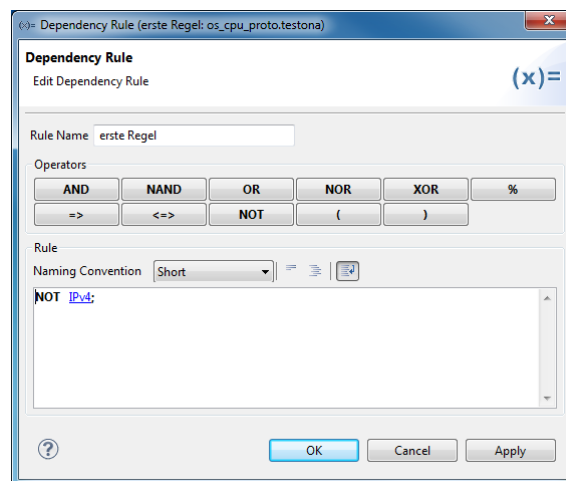 (x)= Dependency Rule (erste Regel: os_cpu_proto.testona)
Dependency Rule
Edit Dependency Rule
(x)=
Rule Name erste Regel
Operators
AND NAND OR NOR XOR %
=> <=> NOT ( )
Rule
Naming Convention Short
NOT IPv4;
? OK Cancel Apply